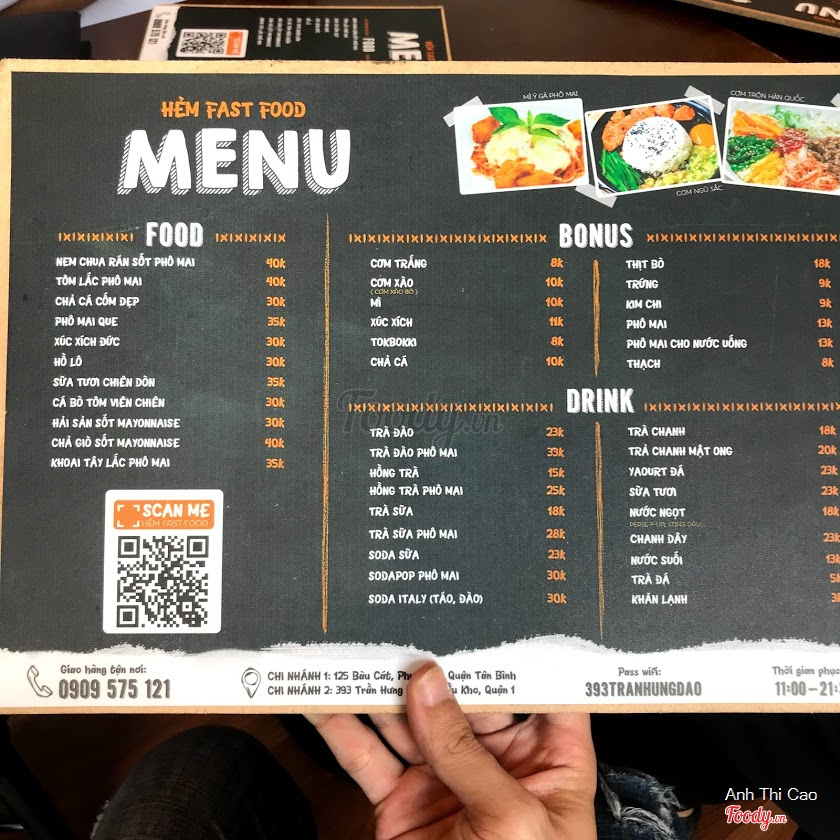 HẺM FAST FOOD
MENU
MÌ Ý GÀ PHÔ MAI
CƠM NGŨ SẮC
CƠM TRỘN HÀN QUỐC
FOOD
NEM CHUA RÁN SỐT PHÔ MAI 40k
TÔM LẮC PHÔ MAI 40k
CHẢ CÁ CỐM DẸP 30k
PHÔ MAI QUE 35k
XÚC XÍCH ĐỨC 30k
HỒ LÔ 30k
SỮA TƯƠI CHIÊN DÒN 35k
CÁ BÒ TÔM VIÊN CHIÊN 30k
HẢI SẢN SỐT MAYONNAISE 30k
CHẢ GIÒ SỐT MAYONNAISE 40k
KHOAI TÂY LẮC PHÔ MAI 35k
SCAN ME
HẺM FAST FOOD
BONUS
CƠM TRẮNG 8k
CƠM XÀO 10k
(CƠM XÀO BÒ)
MÌ 10k
XÚC XÍCH 11k
TOKBOKKI 8k
CHẢ CÁ 10k
THỊT BÒ 18k
TRỨNG 9k
KIM CHI 9k
PHÔ MAI 13k
PHÔ MAI CHO NƯỚC UỐNG 13k
THẠCH 8k
DRINK
TRÀ ĐÀO 23k
TRÀ ĐÀO PHÔ MAI 33k
HỒNG TRÀ 15k
HỒNG TRÀ PHÔ MAI 25k
TRÀ SỮA 18k
TRÀ SỮA PHÔ MAI 28k
SODA SỮA 23k
SODAPOP PHÔ MAI 30k
SODA ITALY (TÁO, ĐÀO) 30k
TRÀ CHANH 18k
TRÀ CHANH MẬT ONG 20k
YAOURT ĐÁ 23k
SỮA TƯƠI 23k
NƯỚC NGỌT 18k
PEPSI, 7-UP, STING DÂU
CHANH DÂY 23k
NƯỚC SUỐI 13k
TRÀ ĐÁ 5k
KHĂN LẠNH
Giao hàng tận nơi:
0909 575 121
CHI NHÁNH 1: 125 Bàu Cát, Quận Tân Bình
CHI NHÁNH 2: 393 Trần Hưng Kho, Quận 1
Pass wifi:
393TRANHUNGDAO
Thời gian phục
11:00-21:
Foody.vn
Anh Thi Cao
Foody.vn